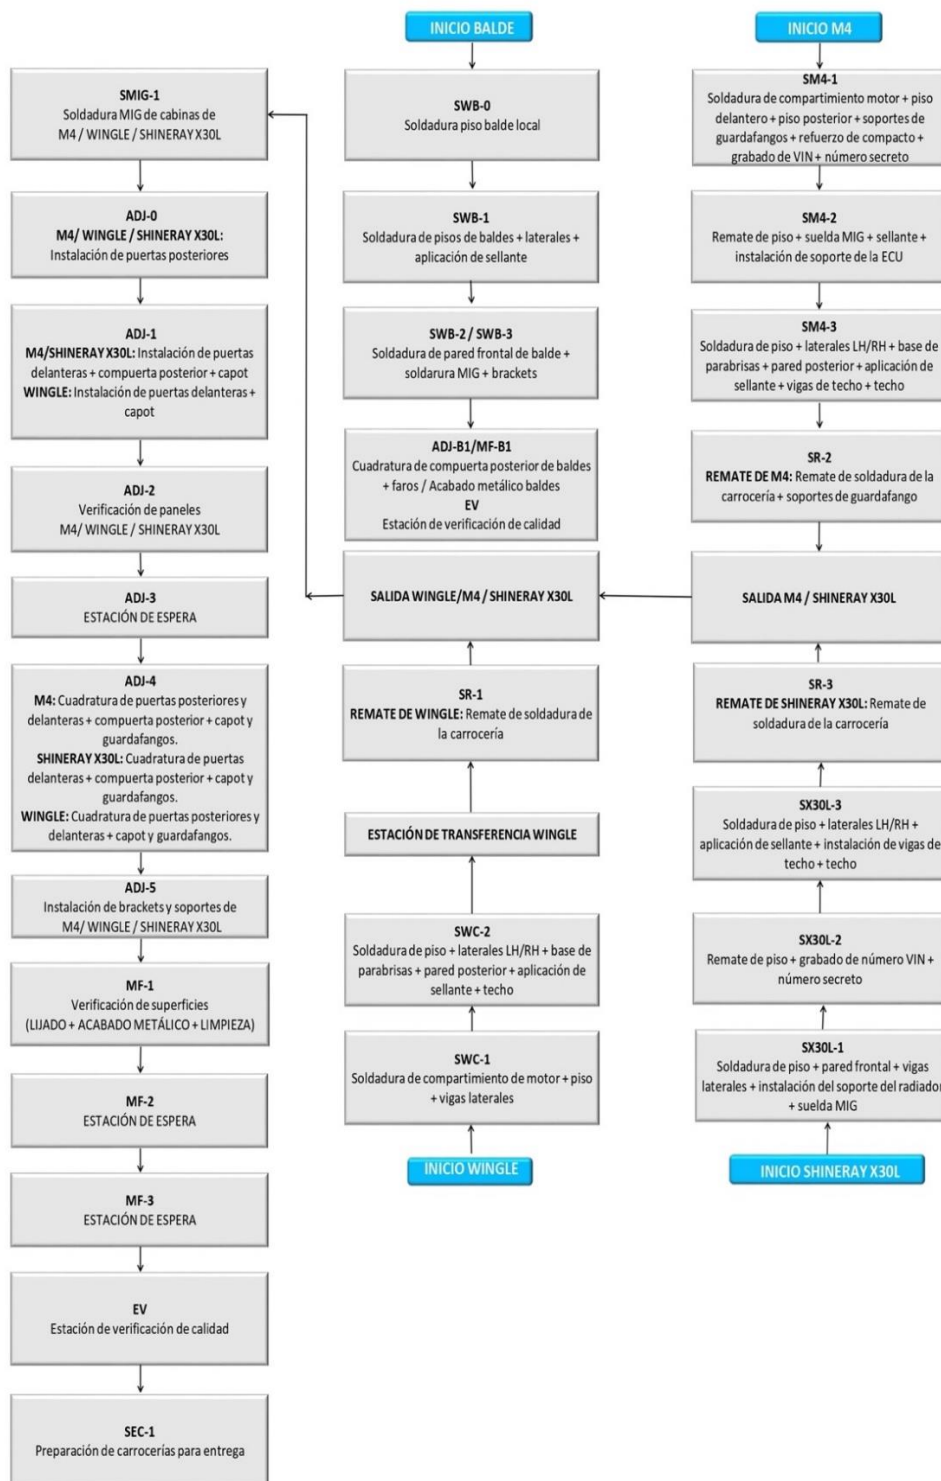 INICIO BALDE
INICIO M4
SMIG-1
Soldadura MIG de cabinas de
M4 / WINGLE / SHINERAY X30L
ADJ-0
M4/ WINGLE / SHINERAY X30L:
Instalación de puertas posteriores
ADJ-1
M4/SHINERAY X30L: Instalación de puertas
delanteras + compuerta posterior + capot
WINGLE: Instalación de puertas delanteras +
capot
ADJ-2
Verificación de paneles
M4/ WINGLE / SHINERAY X30L
ADJ-3
ESTACIÓN DE ESPERA
ADJ-4
M4: Cuadratura de puertas posteriores y
delanteras + compuerta posterior + capot y
guardafangos.
SHINERAY X30L: Cuadratura de puertas
delanteras + compuerta posterior + capot y
guardafangos.
WINGLE: Cuadratura de puertas posteriores y
delanteras + capot y guardafangos.
ADJ-5
Instalación de brackets y soportes de
M4/ WINGLE / SHINERAY X30L
MF-1
Verificación de superficies
(LIJADO + ACABADO METÁLICO + LIMPIEZA)
MF-2
ESTACIÓN DE ESPERA
MF-3
ESTACIÓN DE ESPERA
EV
Estación de verificación de calidad
SEC-1
Preparación de carrocerías para entrega
SWB-0
Soldadura piso balde local
SWB-1
Soldadura de pisos de baldes + laterales +
aplicación de sellante
SWB-2 / SWB-3
Soldadura de pared frontal de balde +
soldarura MIG + brackets
ADJ-B1/MF-B1
Cuadratura de compuerta posterior de baldes
+ faros / Acabado metálico baldes
EV
Estación de verificación de calidad
SALIDA WINGLE/M4 / SHINERAY X30L
SR-1
REMATE DE WINGLE: Remate de soldadura de
la carrocería
ESTACIÓN DE TRANSFERENCIA WINGLE
SWC-2
Soldadura de piso + laterales LH/RH + base de
parabrisas + pared posterior + aplicación de
sellante + techo
SWC-1
Soldadura de compartimiento de motor + piso
+ vigas laterales
INICIO WINGLE
SM4-1
Soldadura de compartimiento motor + piso
delantero + piso posterior + soportes de
guardafangos + refuerzo de compacto +
grabado de VIN + número secreto
SM4-2
Remate de piso + suelda MIG + sellante +
instalación de soporte de la ECU
SM4-3
Soldadura de piso + laterales LH/RH + base de
parabrisas + pared posterior + aplicación de
sellante + vigas de techo + techo
SR-2
REMATE DE M4: Remate de soldadura de la
carrocería + soportes de guardafango
SALIDA M4 / SHINERAY X30L
SR-3
REMATE DE SHINERAY X30L: Remate de
soldadura de la carrocería
SX30L-3
Soldadura de piso + laterales LH/RH +
aplicación de sellante + instalación de vigas de
techo + techo
SX30L-2
Remate de piso + grabado de número VIN +
número secreto
SX30L-1
Soldadura de piso + pared frontal + vigas
laterales + instalación del soporte del radiador
+ suelda MIG
INICIO SHINERAY X30L